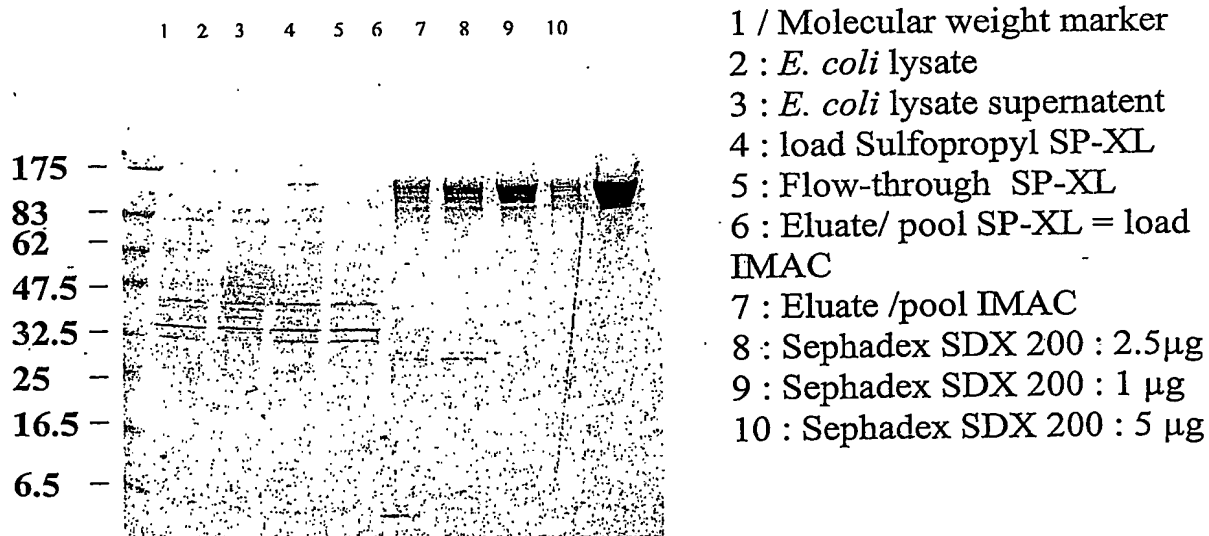 1 2 3 4 5 6 7 8 9 10
175
83
62
47.5
32.5
25
16.5
6.5
1 / Molecular weight marker
2 : E. coli lysate
3 : E. coli lysate supernatent
4 : load Sulfopropyl SP-XL
5 : Flow-through SP-XL
6 : Eluate/ pool SP-XL = load
IMAC
7 : Eluate /pool IMAC
8 : Sephadex SDX 200 : 2.5µg
9 : Sephadex SDX 200 : 1 µg
10 : Sephadex SDX 200 : 5 µg